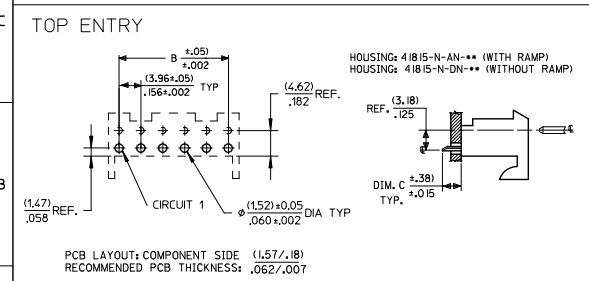 C
TOP ENTRY
B ±.05)
±.002
(3.96±.05)
.156±.002 TYP
(4.62)
.182 REF.
HOUSING: 41815-N-AN-** (WITH RAMP)
HOUSING: 41815-N-DN-** (WITHOUT RAMP)
REF. (3.18)
.125
B
(1.47)
.058 REF.
CIRCUIT 1
ø (1.52)±0.05
.060±.002 DIA TYP
DIM. C ±.38)
TYP. ±.015
PCB LAYOUT: COMPONENT SIDE (1.57/.18)
RECOMMENDED PCB THICKNESS: .062/.007